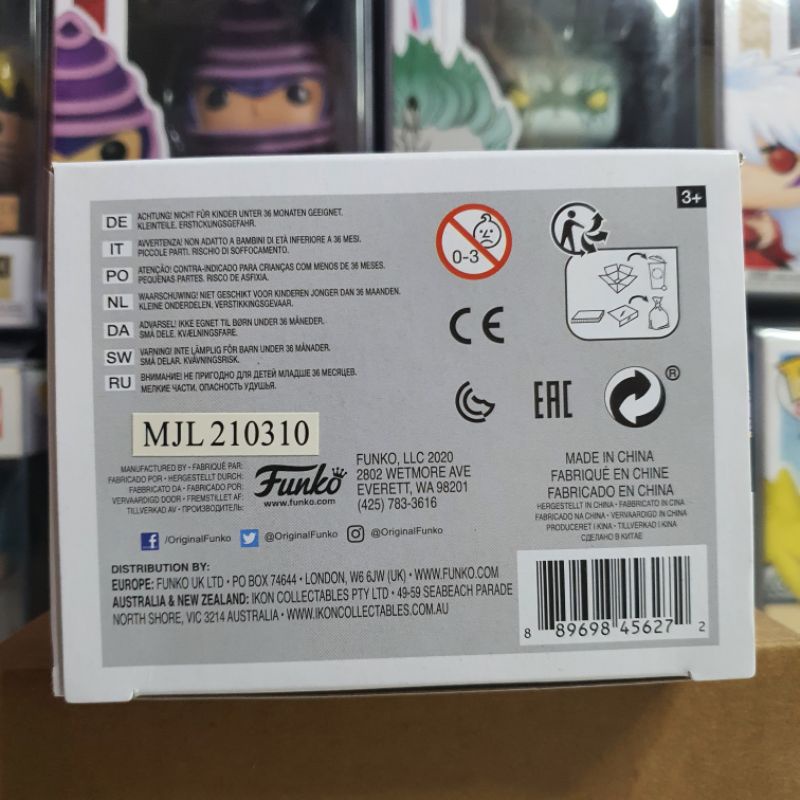 3+
DE ACHTUNG! NICHT FÜR KINDER UNTER 36 MONATEN GEEIGNET.
KLEINTEILE. ERSTICKUNGSGEFAHR.
IT AVVERTENZA! NON ADATTO A BAMBINI DI ETÀ INFERIORE A 36 MESI.
PICCOLE PARTI. RISCHIO DI SOFFOCAMENTO.
PO ATENÇÃO! CONTRA-INDICADO PARA CRIANÇAS COM MENOS DE 36 MESES.
PEQUENAS PARTES. RISCO DE ASFIXIA.
NL WAARSCHUWING! NIET GESCHIKT VOOR KINDEREN JONGER DAN 36 MAANDEN.
KLEINE ONDERDELEN. VERSTIKKINGSGEVAAR.
DA ADVARSEL! IKKE EGNET TIL BØRN UNDER 36 MÅNEDER.
SMÅ DELE. KVÆLNINGSFARE.
SW VARNING! INTE LÄMPLIG FÖR BARN UNDER 36 MÅNADER.
SMÅ DELAR. KVÄVNINGSRISK.
RU ВНИМАНИЕ! НЕ ПРИГОДНО ДЛЯ ДЕТЕЙ МЛАДШЕ 36 МЕСЯЦЕВ.
МЕЛКИЕ ЧАСТИ. ОПАСНОСТЬ УДУШЬЯ.
0-3
CE
EAC
®
MJL 210310
MANUFACTURED BY • FABRIQUÉ PAR:
FABRICADO POR • HERGESTELLT DURCH:
FABBRICATO DA • FABRICADO POR:
VERVAARDIGD DOOR • FREMSTILLET AF:
TILLVERKAD AV • ПРОИЗВОДИТЕЛЬ:
Funko
www.funko.com
FUNKO, LLC 2020
2802 WETMORE AVE
EVERETT, WA 98201
(425) 783-3616
MADE IN CHINA
FABRIQUÉ EN CHINE
FABRICADO EN CHINA
HERGESTELLT IN CHINA • FABBRICATO IN CINA
FABRICADO NA CHINA • VERVAARDIGD IN CHINA
PRODUCERET I KINA • TILLVERKAD I KINA
СДЕЛАНО В КИТАЕ
/OriginalFunko @OriginalFunko @OriginalFunko
DISTRIBUTION BY:
EUROPE: FUNKO UK LTD • PO BOX 74644 • LONDON, W6 6JW (UK) • WWW.FUNKO.COM
AUSTRALIA & NEW ZEALAND: IKON COLLECTABLES PTY LTD • 49-59 SEABEACH PARADE
NORTH SHORE, VIC 3214 AUSTRALIA • WWW.IKONCOLLECTABLES.COM.AU
8 89698 45627 2